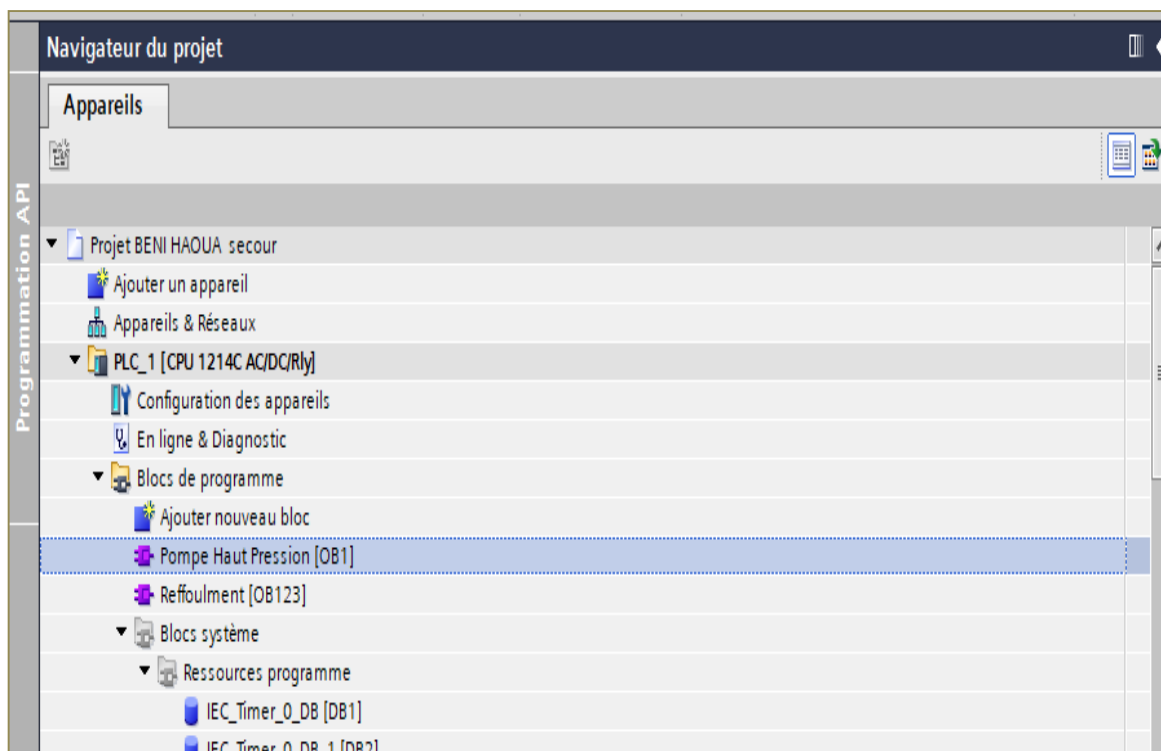 Navigateur du projet
Appareils
Programmation API
Projet BENI HAOUA secour
Ajouter un appareil
Appareils & Réseaux
PLC_1 [CPU 1214C AC/DC/Rly]
Configuration des appareils
En ligne & Diagnostic
Blocs de programme
Ajouter nouveau bloc
Pompe Haut Pression [OB1]
Reffoulment [OB123]
Blocs système
Ressources programme
IEC_Timer_0_DB [DB1]
IEC_Timer_0_DB_1 [DB2]